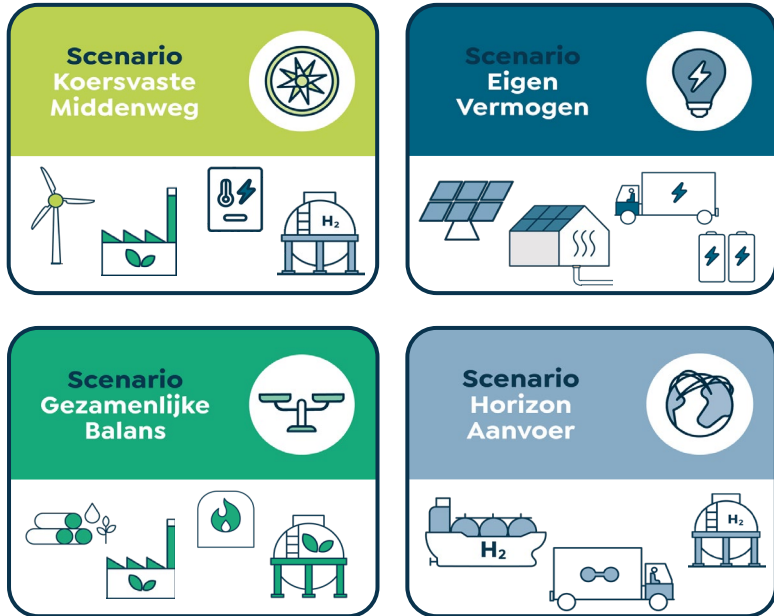 Scenario
Koersvaste
Middenweg
H₂
Scenario
Eigen
Vermogen
Scenario
Gezamenlijke
Balans
Scenario
Horizon
Aanvoer
H₂
H₂